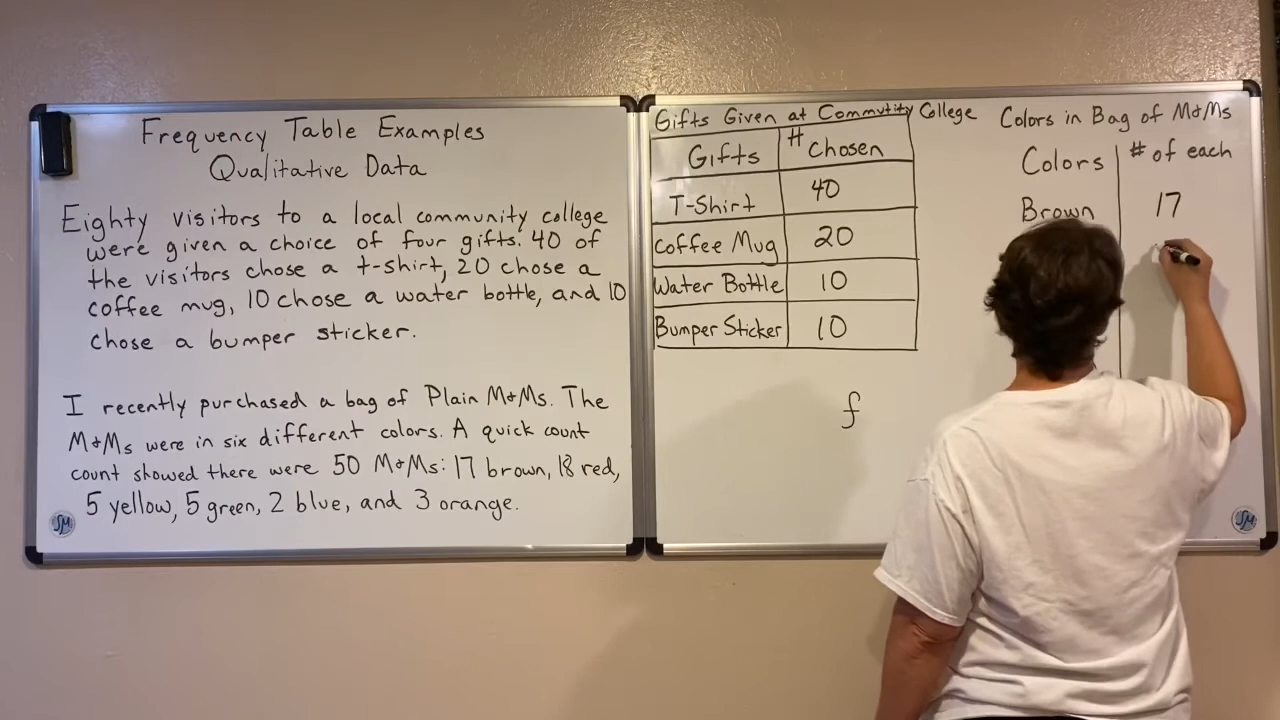 Frequency Table Examples
Qualitative Data
Eighty visitors to a local community college
were given a choice of four gifts. 40 of
the visitors chose a t-shirt, 20 chose a
coffee mug, 10 chose a water bottle, and 10
chose a bumper sticker.
I recently purchased a bag of Plain M&Ms. The
M&Ms were in six different colors. A quick count
count showed there were 50 M&Ms: 17 brown, 18 red,
5 yellow, 5 green, 2 blue, and 3 orange.
SM
Gifts Given at Commutity College
Gifts # Chosen
T-Shirt 40
Coffee Mug 20
Water Bottle 10
Bumper Sticker 10
f
Colors in Bag of M&Ms
Colors # of each
Brown 17
SM